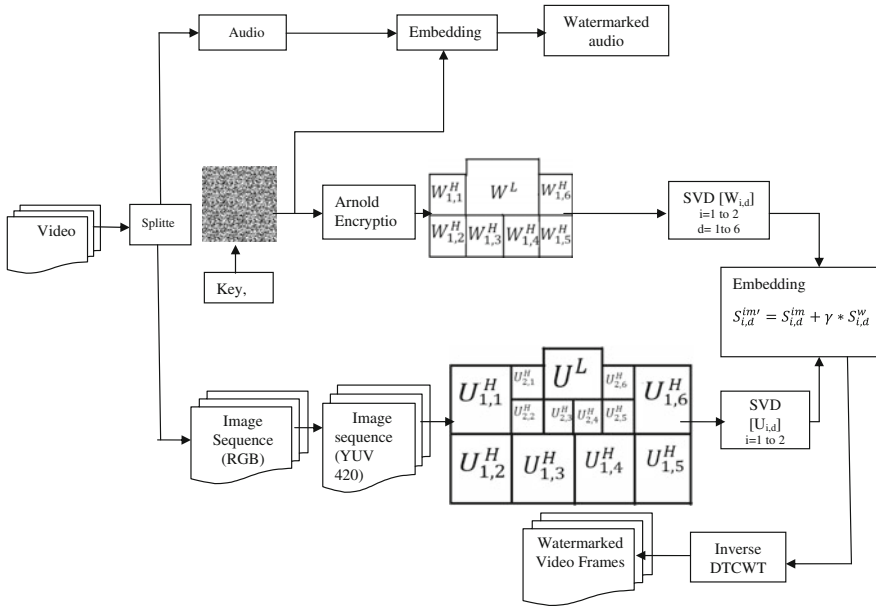 Audio
Embedding
Watermarked
audio
Video
Splitte
Key,
Arnold
Encryptio
W^H_{1,1} W^L W^H_{1,6}
W^H_{1,2} W^H_{1,3} W^H_{1,4} W^H_{1,5}
SVD [W_{i,d}]
i=1 to 2
d= 1to 6
Embedding
S^{im′}_{i,d} = S^{im}_{i,d} + γ ∗ S^w_{i,d}
Image
Sequence
(RGB)
Image
sequence
(YUV
420)
U^H_{1,1} U^H_{2,1} U^L U^H_{2,6} U^H_{1,6}
U^H_{2,2} U^H_{2,3} U^H_{2,4} U^H_{2,5}
U^H_{1,2} U^H_{1,3} U^H_{1,4} U^H_{1,5}
SVD
[U_{i,d}]
i=1 to 2
Watermarked
Video Frames
Inverse
DTCWT